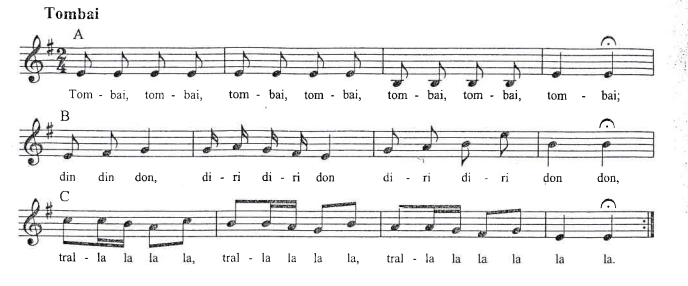 Tombai
A
2
4
Tom - bai, tom - bai, tom - bai, tom - bai, tom - bai, tom - bai, tom - bai;
B
din din don, di - ri di - ri don di - ri di - ri don don,
C
tral - la la la la, tral - la la la la, tral - la la la la la la.